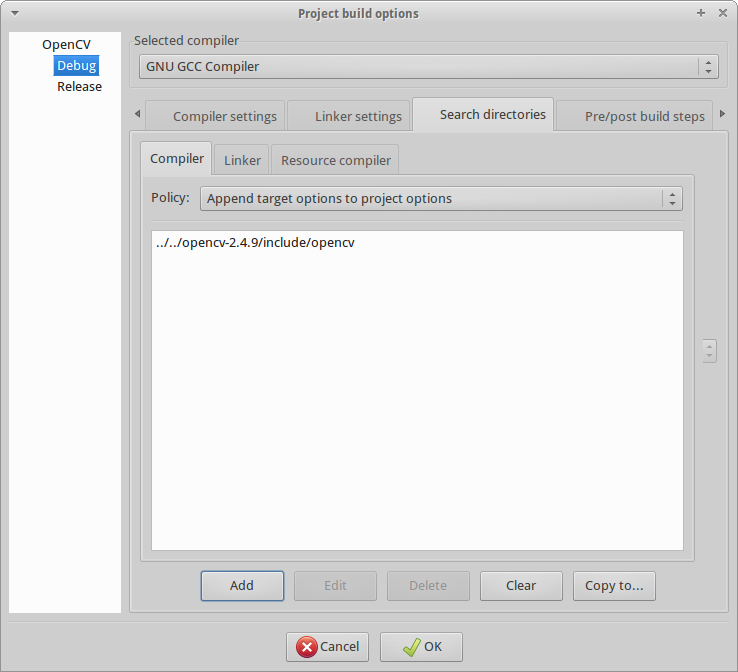 Project build options
OpenCV
Debug
Release
Selected compiler
GNU GCC Compiler
Compiler settings
Linker settings
Search directories
Pre/post build steps
Compiler
Linker
Resource compiler
Policy:
Append target options to project options
../../opencv-2.4.9/include/opencv
Add
Edit
Delete
Clear
Copy to...
Cancel
OK